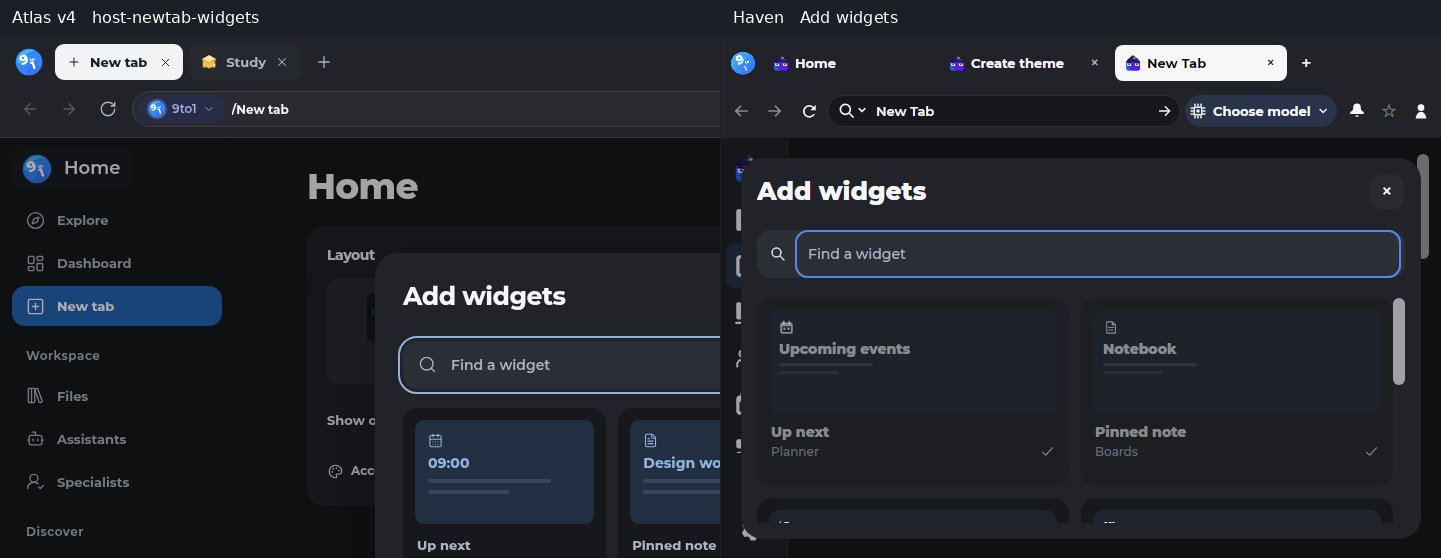 Atlas v4 host-newtab-widgets
New tab
Study
9to1
/New tab
Home
Explore
Dashboard
New tab
Workspace
Files
Assistants
Specialists
Discover
Home
Layout
Add widgets
Find a widget
09:00
Design wo
Up next
Pinned note
Haven Add widgets
Home
Create theme
New Tab
New Tab
Choose model
Add widgets
Find a widget
Upcoming events
Notebook
Up next
Planner
Pinned note
Boards